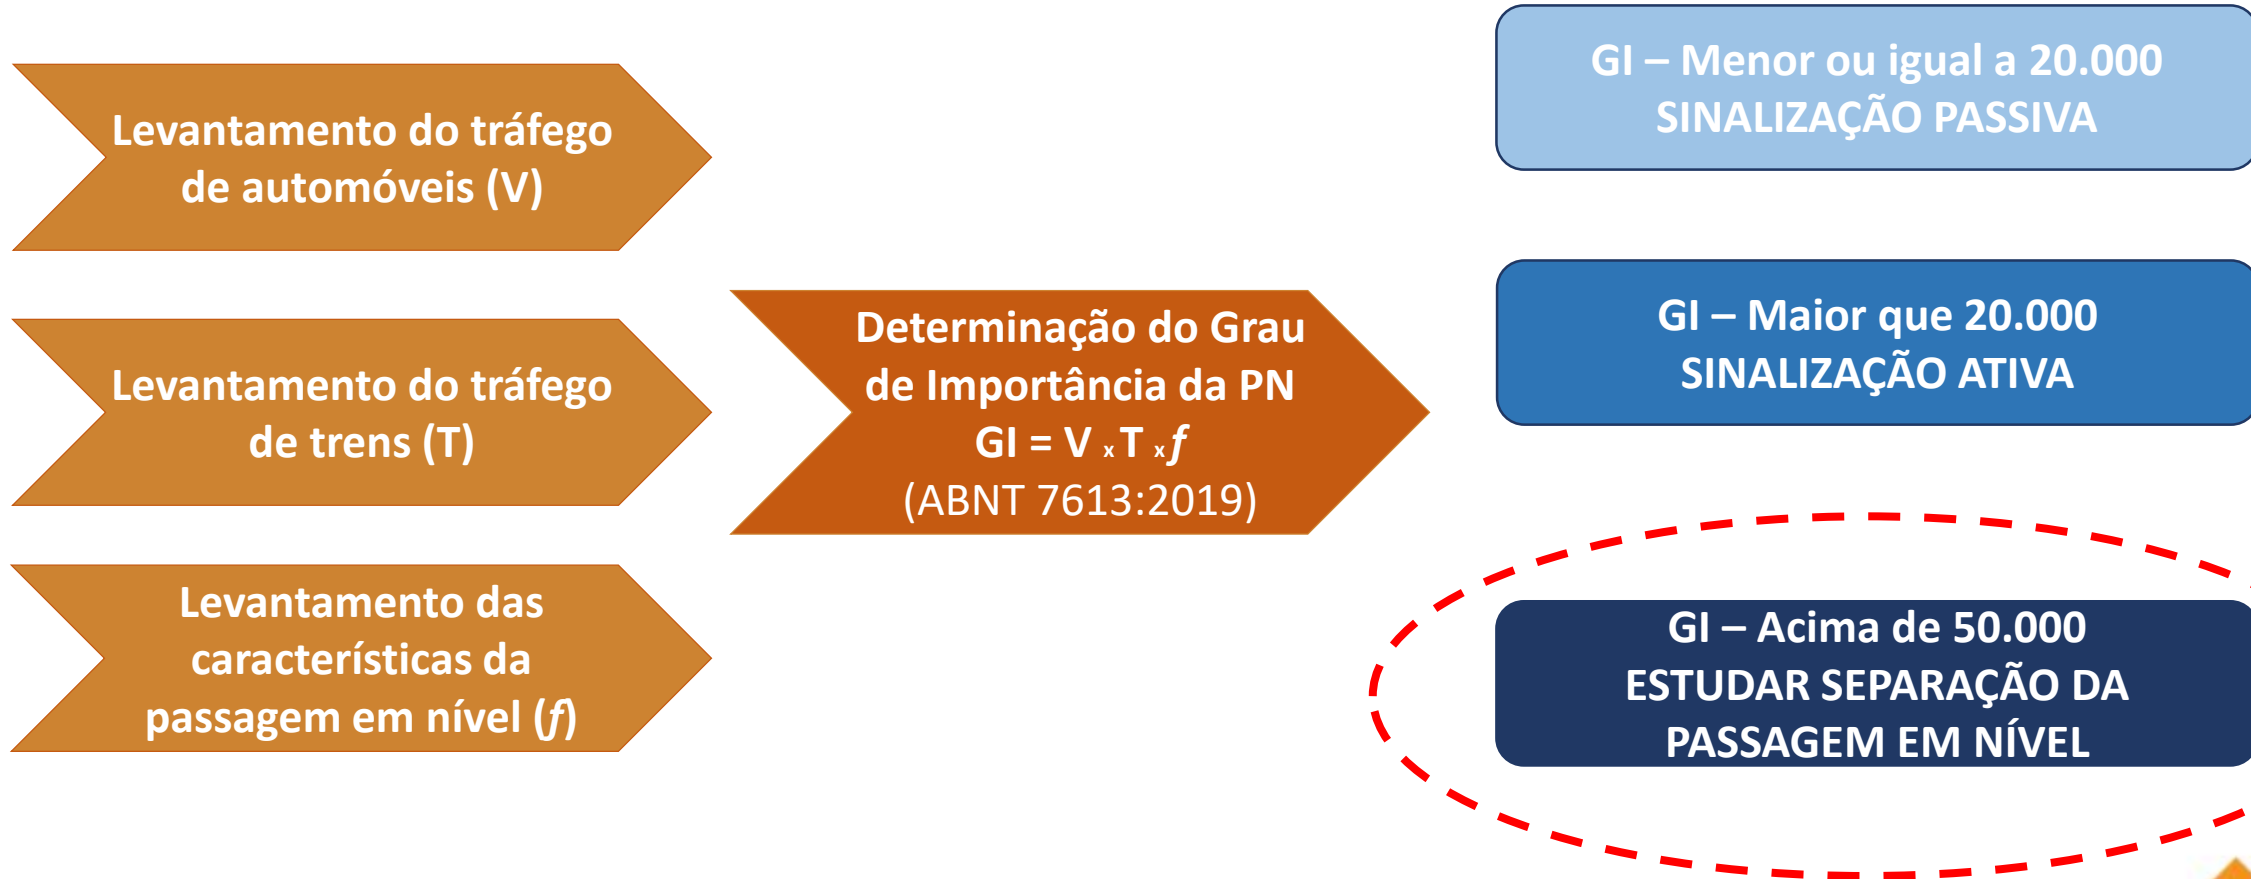 Levantamento do tráfego
de automóveis (V)
Levantamento do tráfego
de trens (T)
Levantamento das
características da
passagem em nível (f)
Determinação do Grau
de Importância da PN
GI = V x T x f
(ABNT 7613:2019)
GI – Menor ou igual a 20.000
SINALIZAÇÃO PASSIVA
GI – Maior que 20.000
SINALIZAÇÃO ATIVA
GI – Acima de 50.000
ESTUDAR SEPARAÇÃO DA
PASSAGEM EM NÍVEL